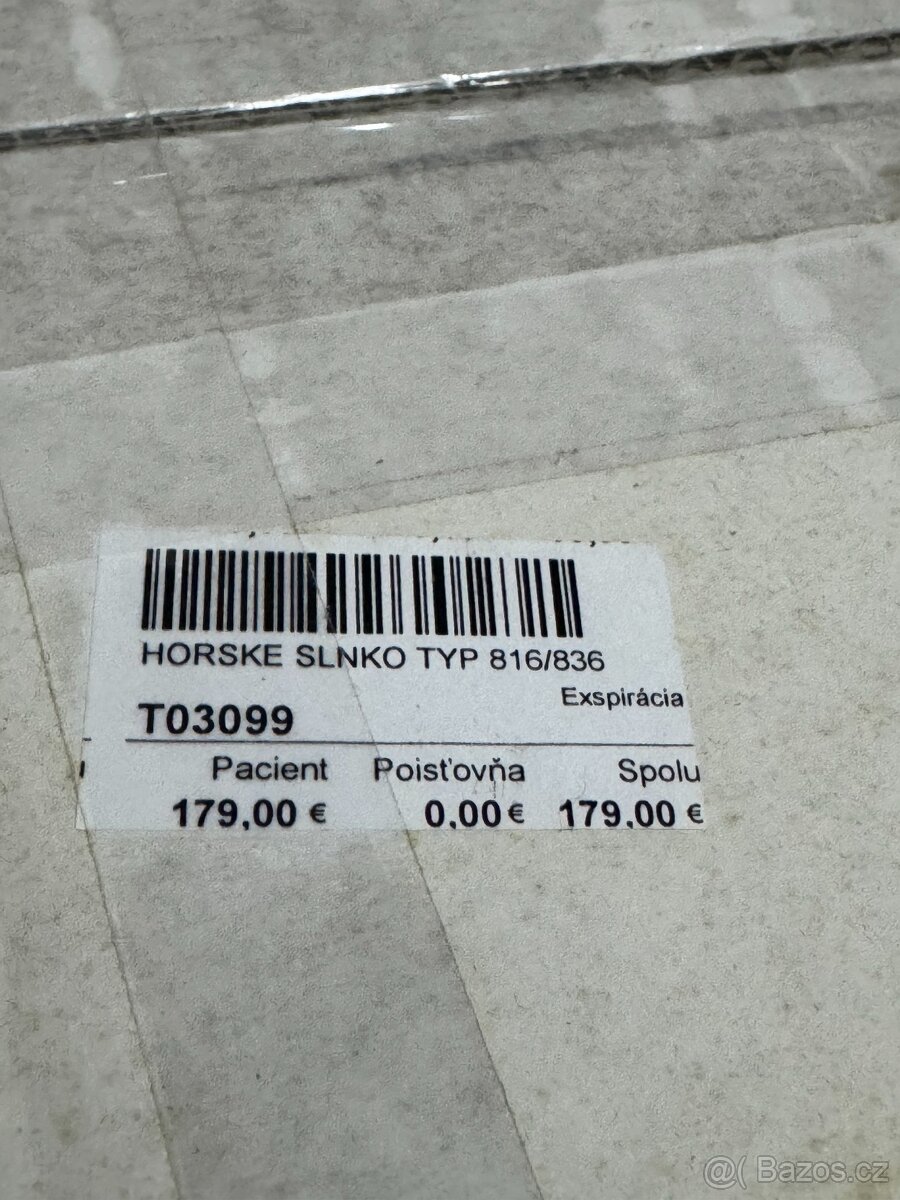 HORSKE SLNKO TYP 816/836
Exspirácia
T03099
Pacient Poisťovňa Spolu
179,00 € 0,00 € 179,00 €
@( Bazos.cz